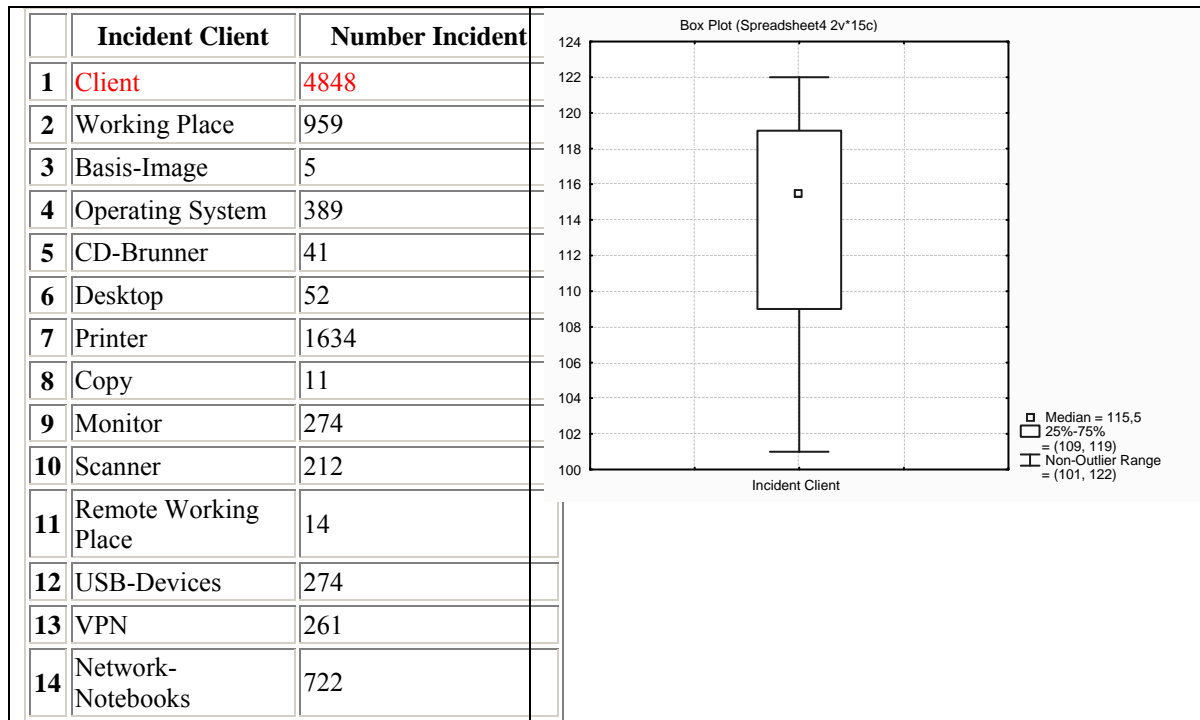 Incident Client Number Incident
1 Client 4848
2 Working Place 959
3 Basis-Image 5
4 Operating System 389
5 CD-Brunner 41
6 Desktop 52
7 Printer 1634
8 Copy 11
9 Monitor 274
10 Scanner 212
11 Remote Working
Place 14
12 USB-Devices 274
13 VPN 261
14 Network-
Notebooks 722
Box Plot (Spreadsheet4 2v*15c)
124
122
120
118
116
114
112
110
108
106
104
102
100
Incident Client
Median = 115,5
25%-75%
= (109, 119)
Non-Outlier Range
= (101, 122)